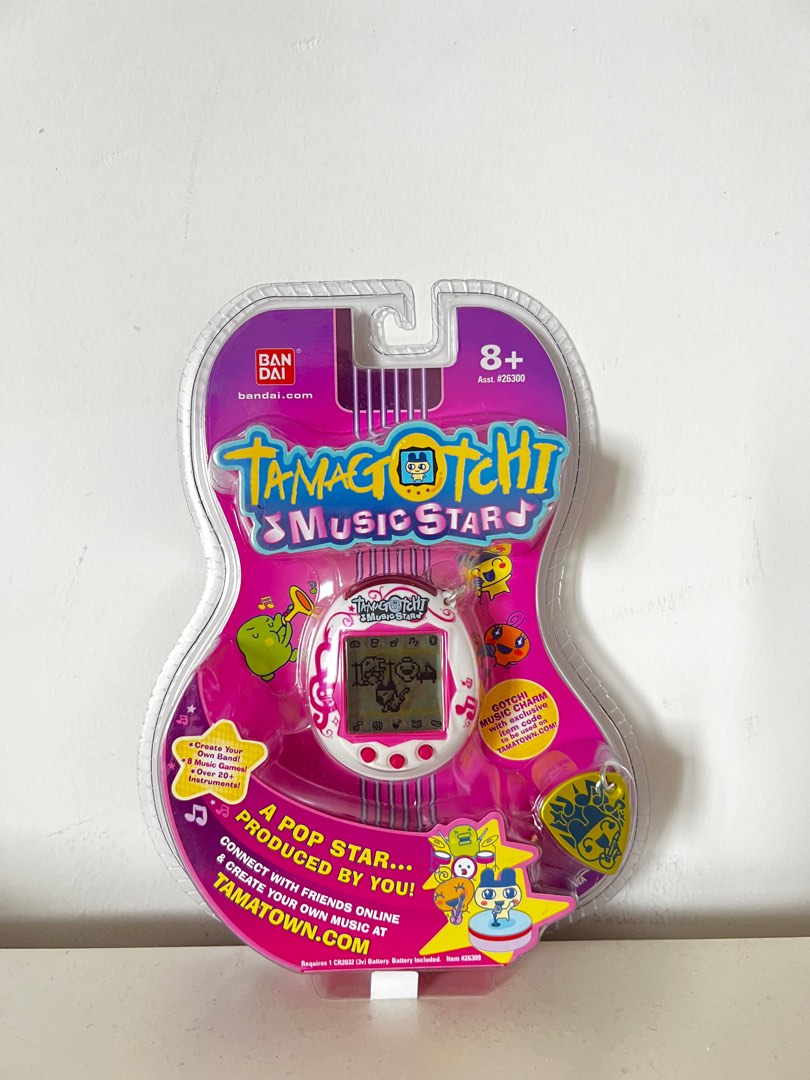 BAN
DAI
bandai.com
8+
Asst. #26300
TAMAGOTCHI
MUSIC STAR
TAMAGOTCHI
MUSIC STAR
GOTCHI
MUSIC CHARM
with exclusive
item code
to be used on
TAMATOWN.COM!
• Create Your
Own Band!
• 8 Music Games!
• Over 20+
Instruments!
A POP STAR...
PRODUCED BY YOU!
CONNECT WITH FRIENDS ONLINE
& CREATE YOUR OWN MUSIC AT
TAMATOWN.COM
Requires 1 CR2032 (3v) Battery. Battery Included. Item #26309